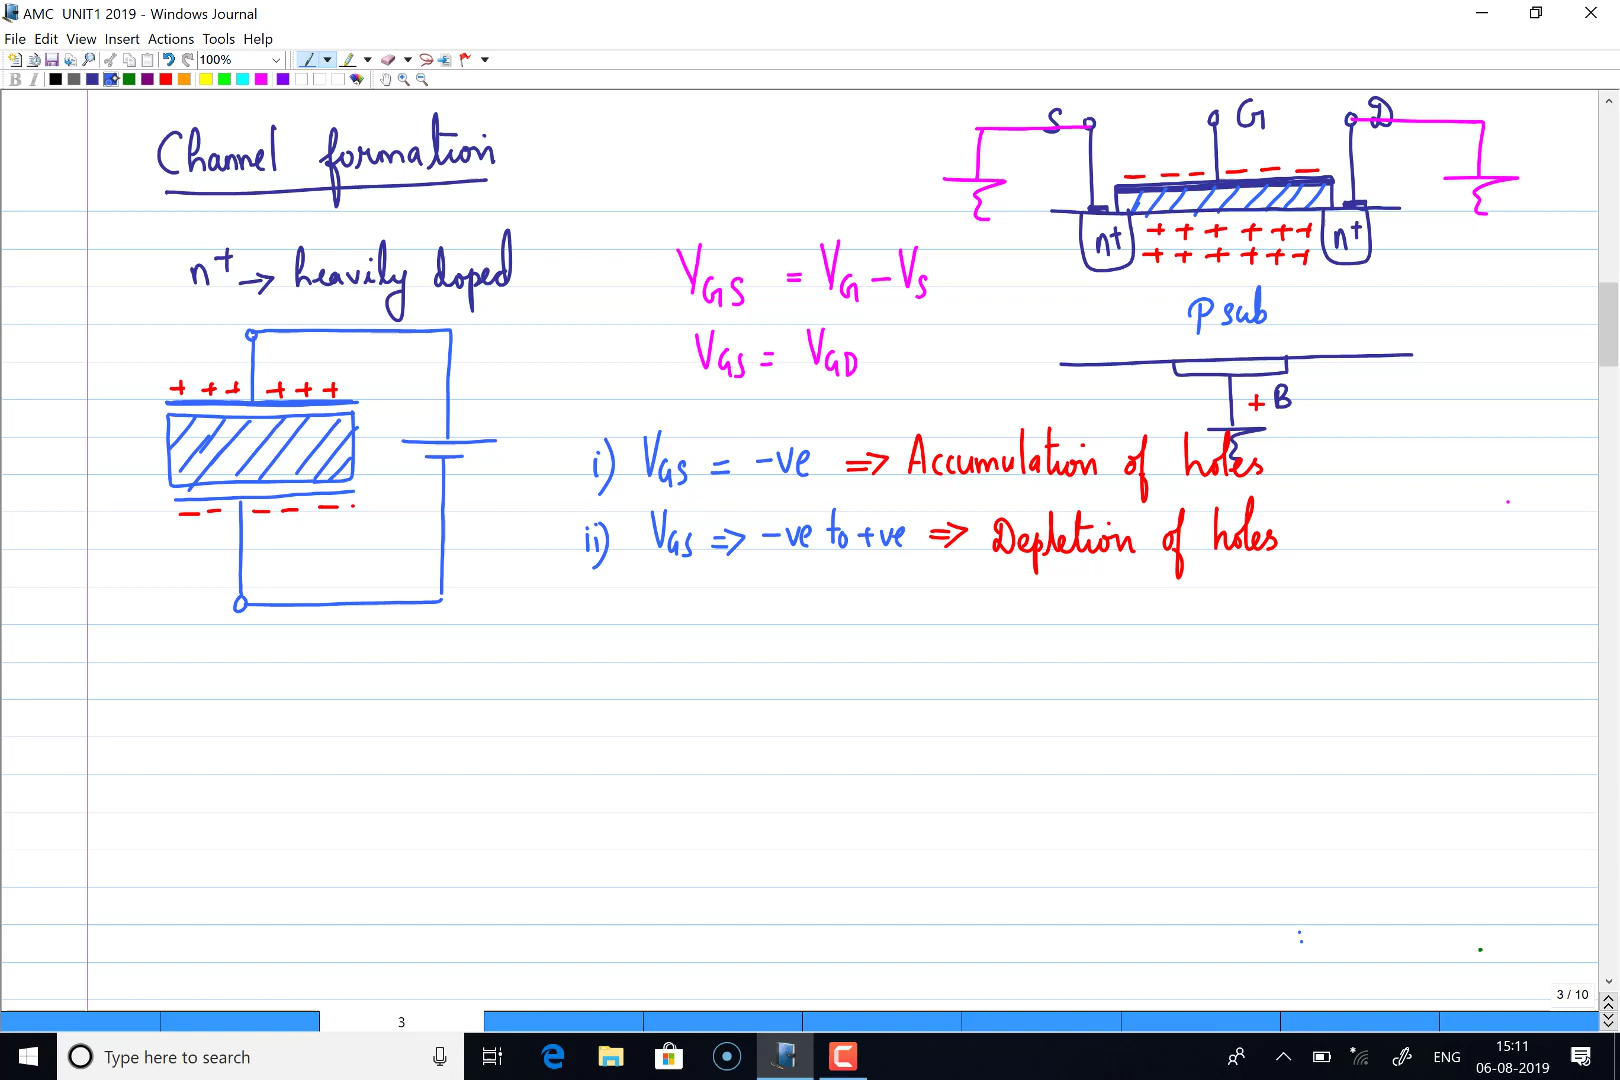 AMC UNIT1 2019 - Windows Journal
File Edit View Insert Actions Tools Help
100%
B I
Channel formation
S G D
n+ n+
n+ → heavily doped
VGS = VG - VS
P sub
VGS = VGD
+ + + + + +
+ B
i) VGS = -ve ⇒ Accumulation of holes
ii) VGS ⇒ -ve to +ve ⇒ Depletion of holes
3 / 10
3
Type here to search
ENG
15:11
06-08-2019